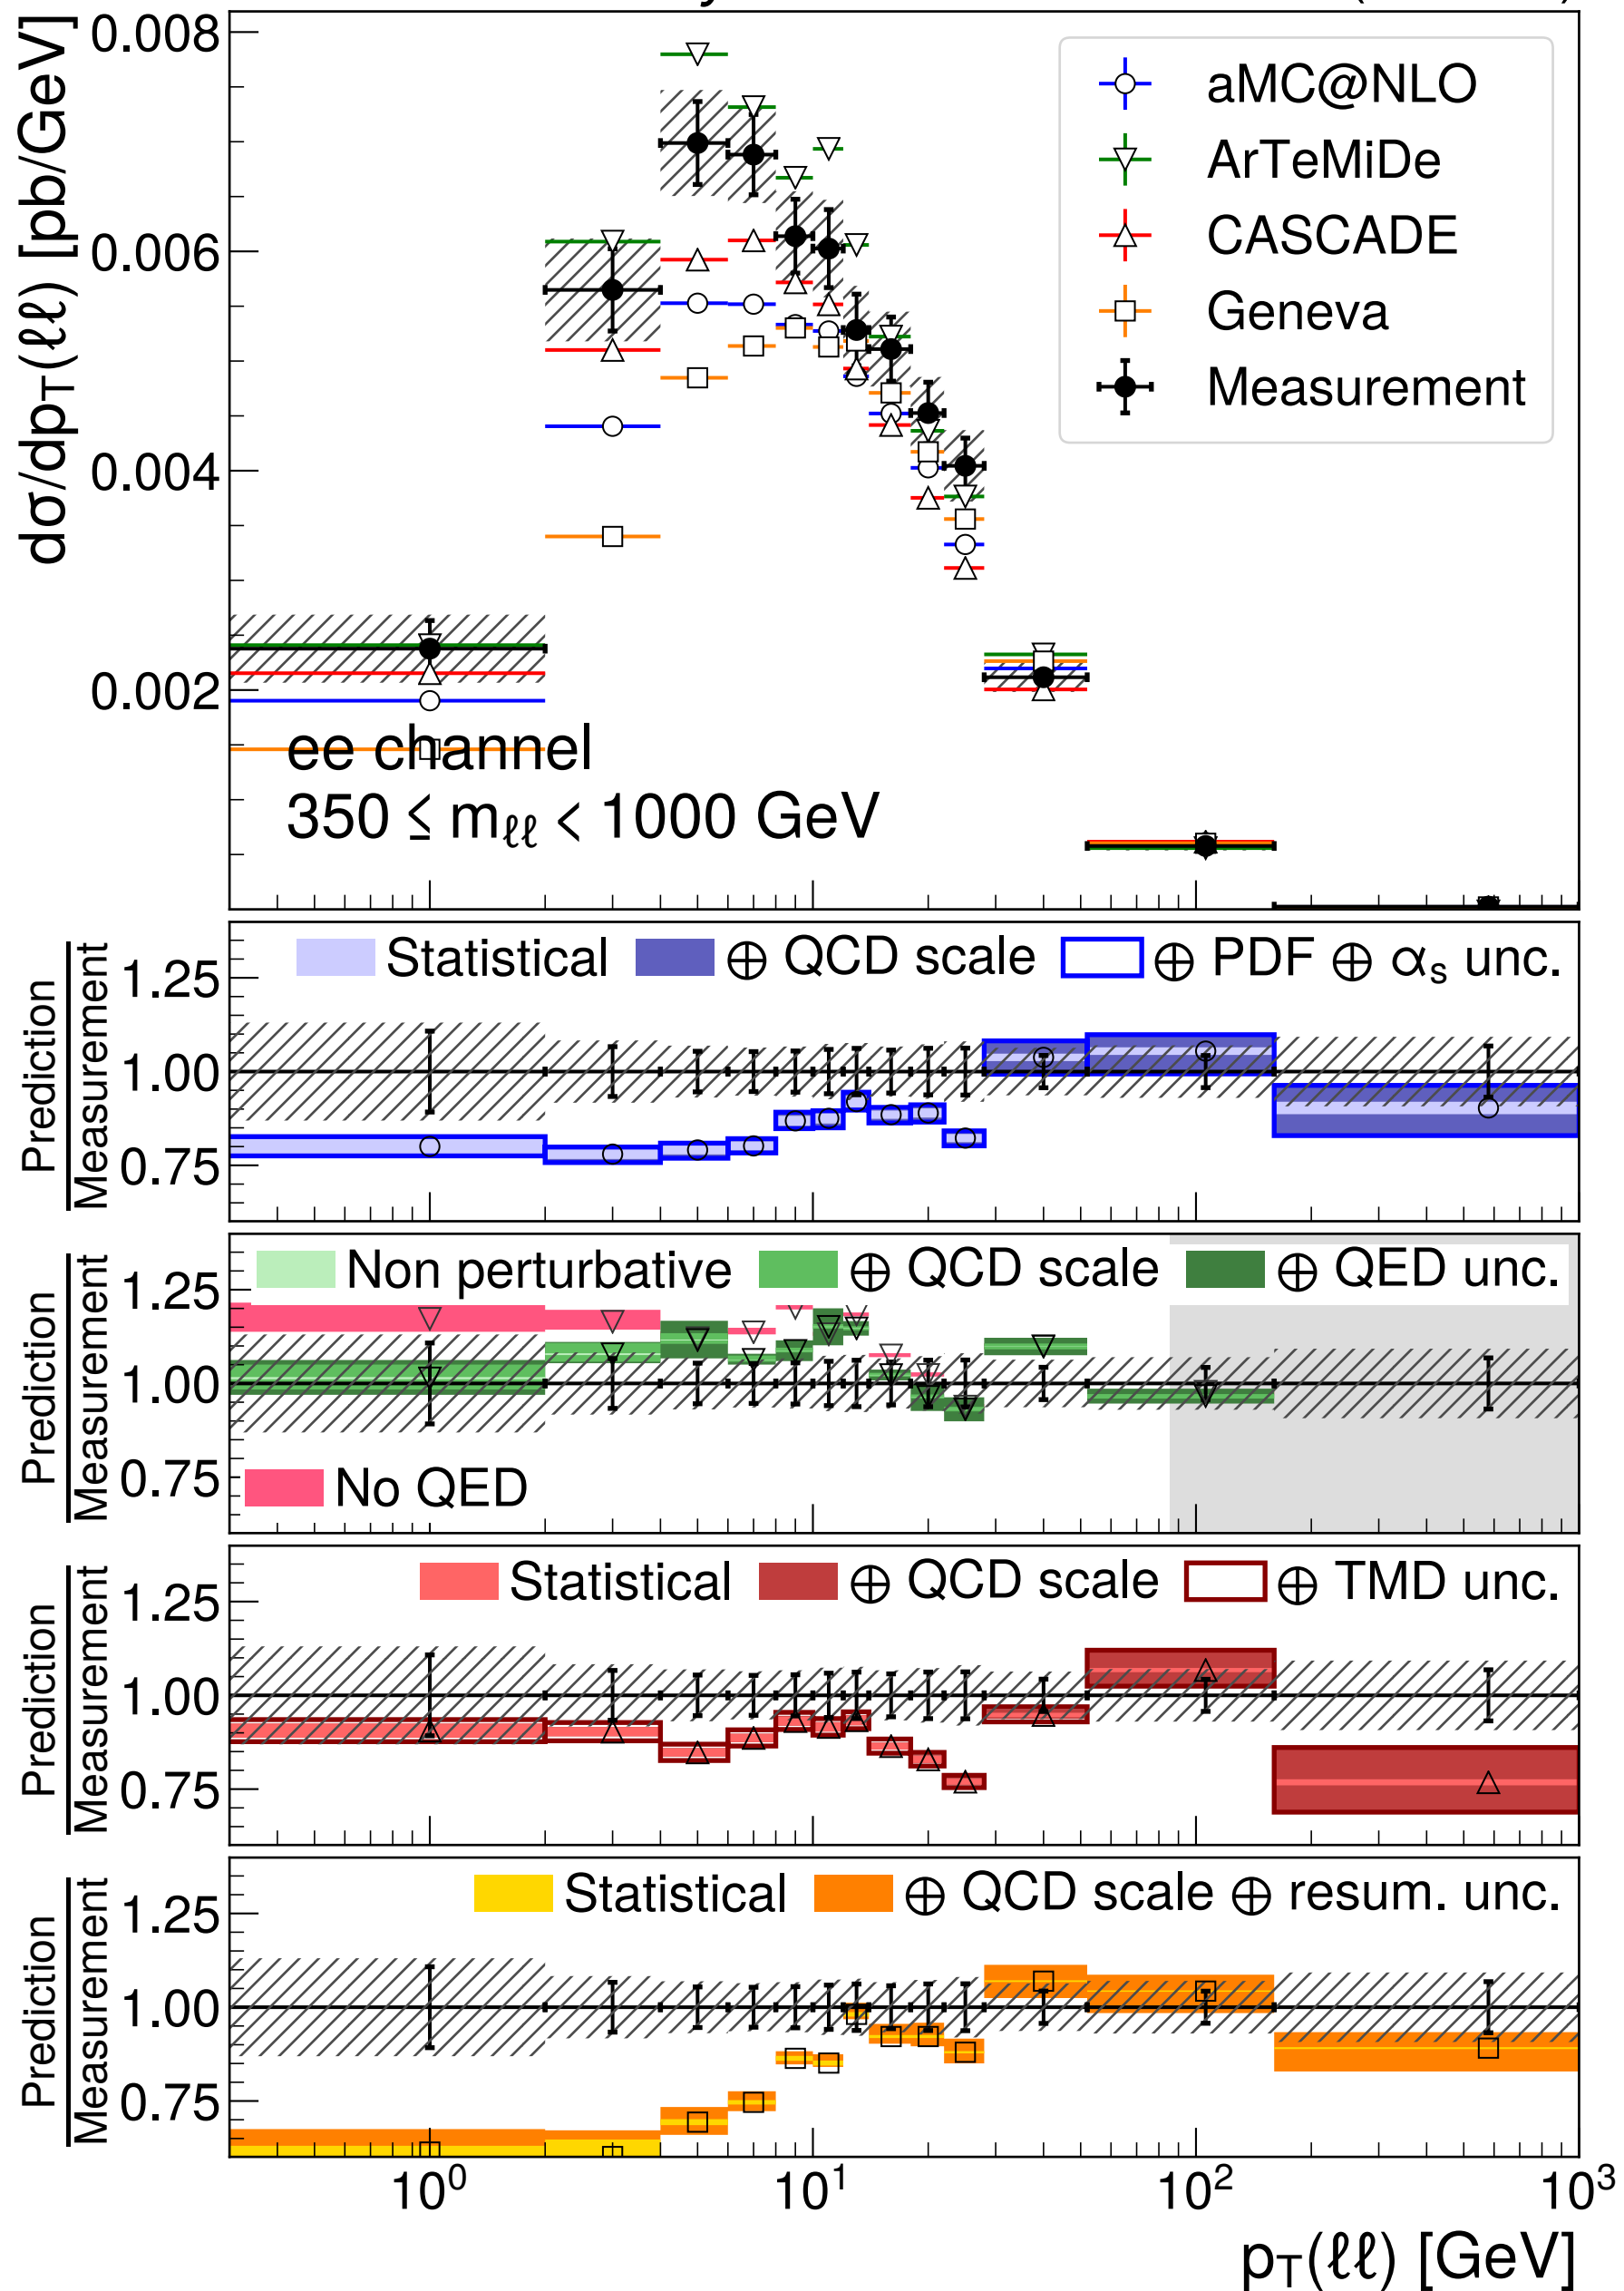 dσ/dpT(ℓℓ) [pb/GeV]
0.008
0.006
0.004
0.002
aMC@NLO
ArTeMiDe
CASCADE
Geneva
Measurement
ee channel
350 ≤ mℓℓ < 1000 GeV
Prediction
Measurement
1.25
1.00
0.75
Statistical ⊕ QCD scale ⊕ PDF ⊕ αs unc.
Prediction
Measurement
1.25
1.00
0.75
Non perturbative ⊕ QCD scale ⊕ QED unc.
No QED
Prediction
Measurement
1.25
1.00
0.75
Statistical ⊕ QCD scale ⊕ TMD unc.
Prediction
Measurement
1.25
1.00
0.75
Statistical ⊕ QCD scale ⊕ resum. unc.
10⁰ 10¹ 10² 10³
pT(ℓℓ) [GeV]